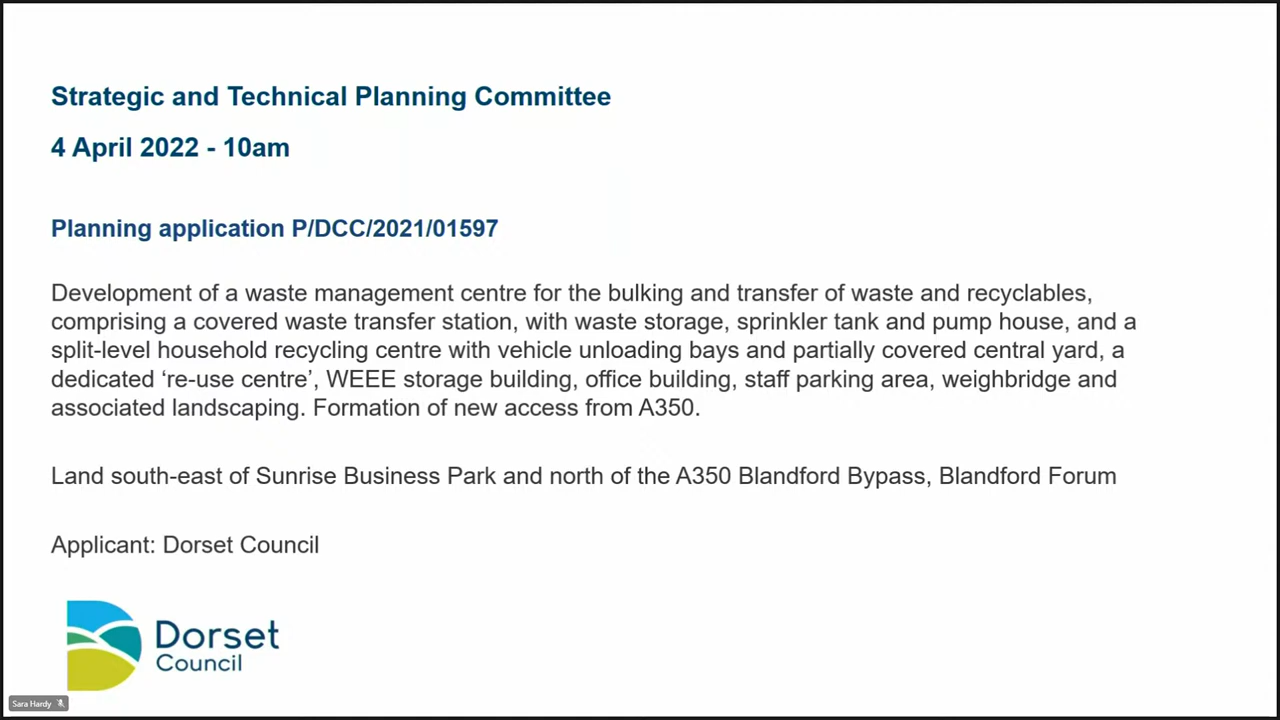 Strategic and Technical Planning Committee
4 April 2022 - 10am
Planning application P/DCC/2021/01597
Development of a waste management centre for the bulking and transfer of waste and recyclables,
comprising a covered waste transfer station, with waste storage, sprinkler tank and pump house, and a
split-level household recycling centre with vehicle unloading bays and partially covered central yard, a
dedicated ‘re-use centre’, WEEE storage building, office building, staff parking area, weighbridge and
associated landscaping. Formation of new access from A350.
Land south-east of Sunrise Business Park and north of the A350 Blandford Bypass, Blandford Forum
Applicant: Dorset Council
Dorset
Council
Sara Hardy